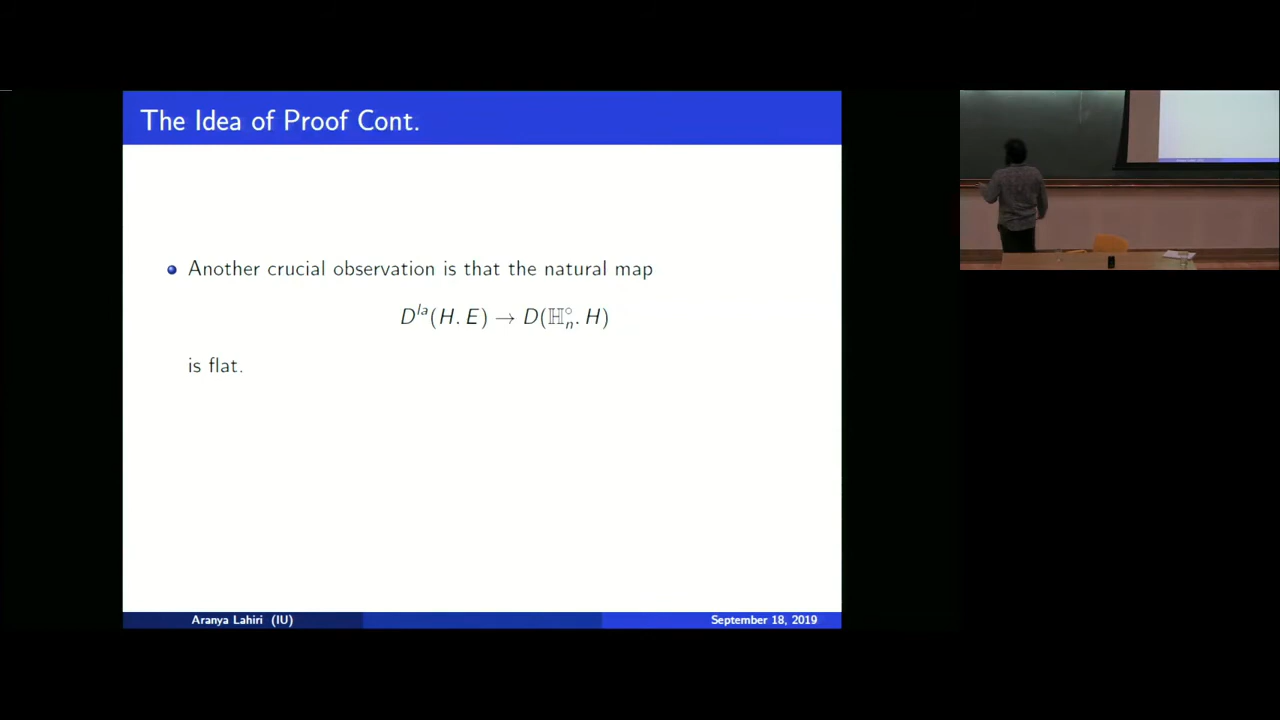 The Idea of Proof Cont.
Another crucial observation is that the natural map
D^{la}(H. E) → D(ℍ_n^∘. H)
is flat.
Aranya Lahiri (IU)
September 18, 2019